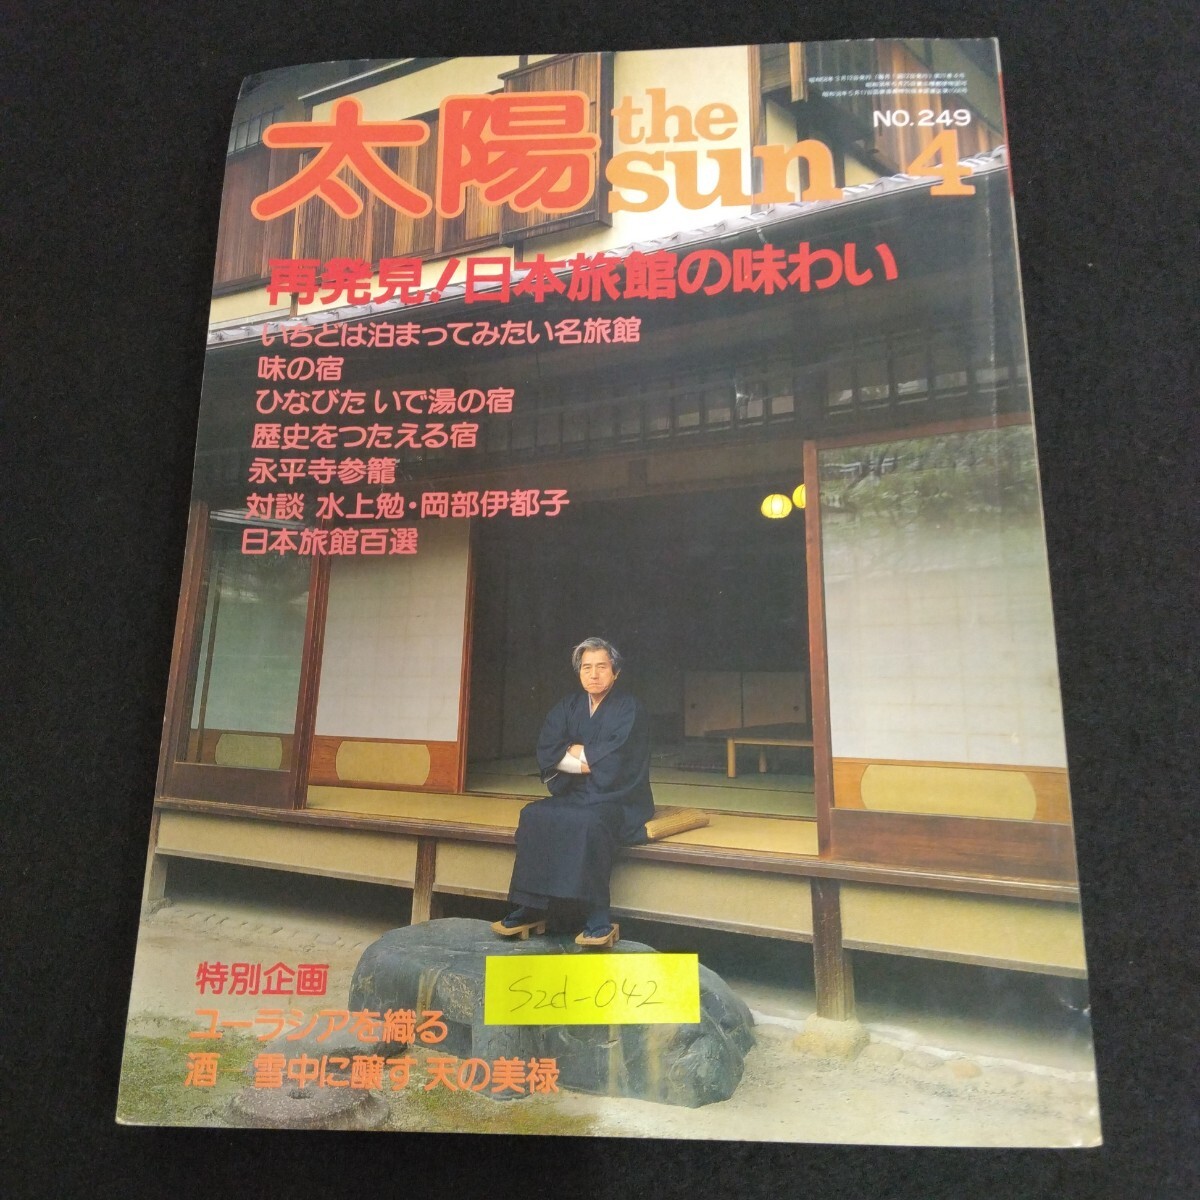 太陽
the
sun
NO.249
4
再発見!日本旅館の味わい
いちどは泊まってみたい名旅館
味の宿
ひなびた いで湯の宿
歴史をつたえる宿
永平寺参籠
対談 水上勉・岡部伊都子
日本旅館百選
特別企画
ユーラシアを織る
酒 雪中に醸す 天の美禄
S2d-042